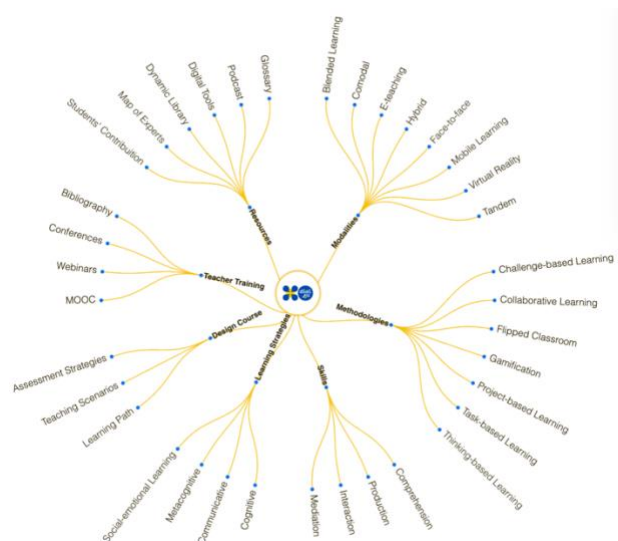 Students' Contribuition
Map of Experts
Dynamic Library
Digital Tools
Podcast
Glossary
Resources
Blended Learning
Comodal
E-teaching
Hybrid
Face-to-face
Mobile Learning
Virtual Reality
Tandem
Modalities
Challenge-based Learning
Collaborative Learning
Flipped Classroom
Gamification
Project-based Learning
Task-based Learning
Thinking-based Learning
Methodologies
Comprehension
Production
Interaction
Mediation
Skills
Cognitive
Communicative
Metacognitive
Social-emotional Learning
Learning Strategies
Learning Path
Teaching Scenarios
Assessment Strategies
Design Course
MOOC
Webinars
Conferences
Bibliography
Teacher Training